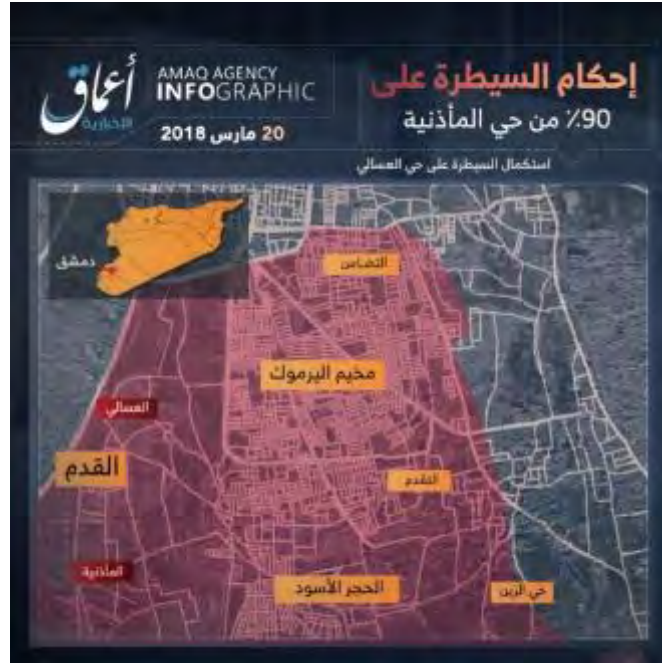 إحكام السيطرة على
90٪ من حي المأذنية
استكمال السيطرة على حي العسالي
أعماق
الإخبارية
AMAQ AGENCY
INFOGRAPHIC
20 مارس 2018
دمشق
التضامن
مخيم اليرموك
العسالي
القدم
التقدم
المأذنية
الحجر الأسود
حي الزين